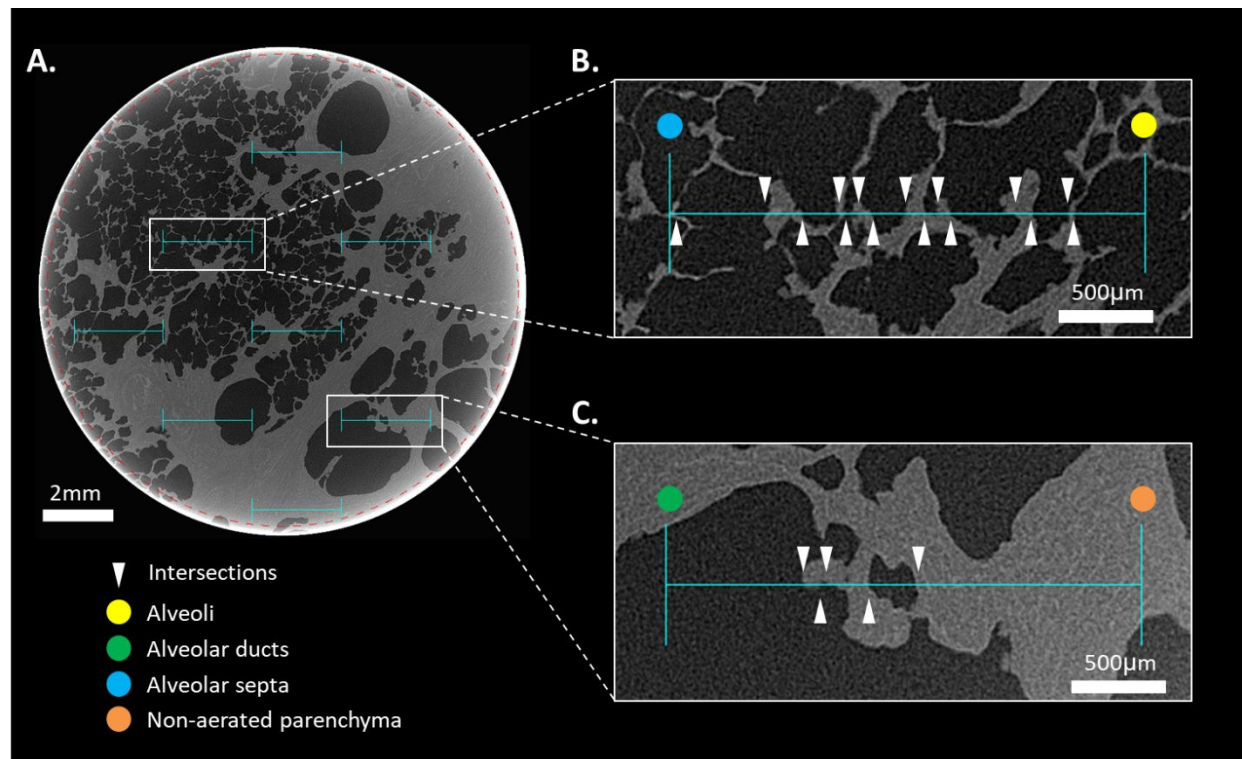 A.
B.
500µm
C.
2mm
Intersections
Alveoli
Alveolar ducts
Alveolar septa
Non-aerated parenchyma
500µm